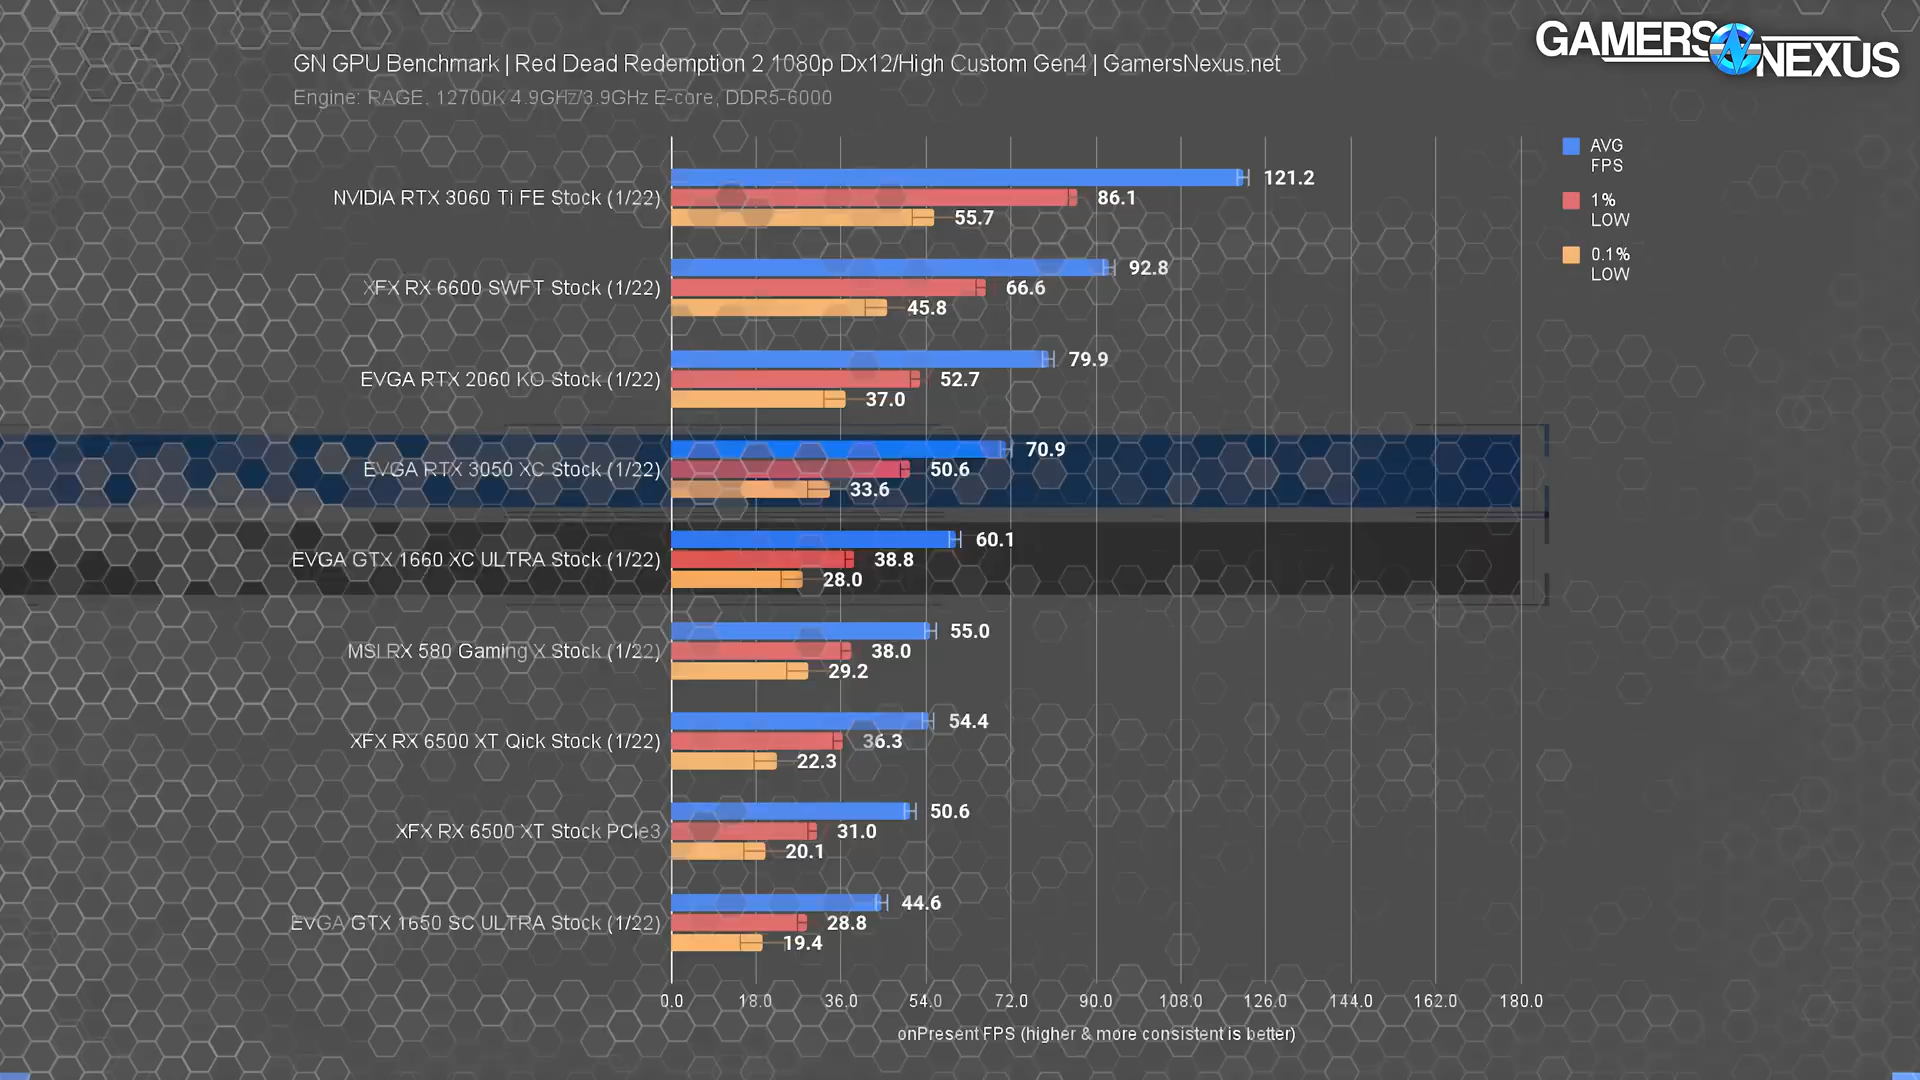 GAMERS NEXUS
GN GPU Benchmark | Red Dead Redemption 2 1080p Dx12/High Custom Gen4 | GamersNexus.net
Engine: RAGE. 12700K 4.9GHz/3.9GHz E-core, DDR5-6000
AVG
FPS
1%
LOW
0.1%
LOW
NVIDIA RTX 3060 Ti FE Stock (1/22)
121.2
86.1
55.7
XFX RX 6600 SWFT Stock (1/22)
92.8
66.6
45.8
EVGA RTX 2060 KO Stock (1/22)
79.9
52.7
37.0
EVGA RTX 3050 XC Stock (1/22)
70.9
50.6
33.6
EVGA GTX 1660 XC ULTRA Stock (1/22)
60.1
38.8
28.0
MSI RX 580 Gaming X Stock (1/22)
55.0
38.0
29.2
XFX RX 6500 XT Qick Stock (1/22)
54.4
36.3
22.3
XFX RX 6500 XT Stock PCIe3
50.6
31.0
20.1
EVGA GTX 1650 SC ULTRA Stock (1/22)
44.6
28.8
19.4
0.0 18.0 36.0 54.0 72.0 90.0 108.0 126.0 144.0 162.0 180.0
onPresent FPS (higher & more consistent is better)